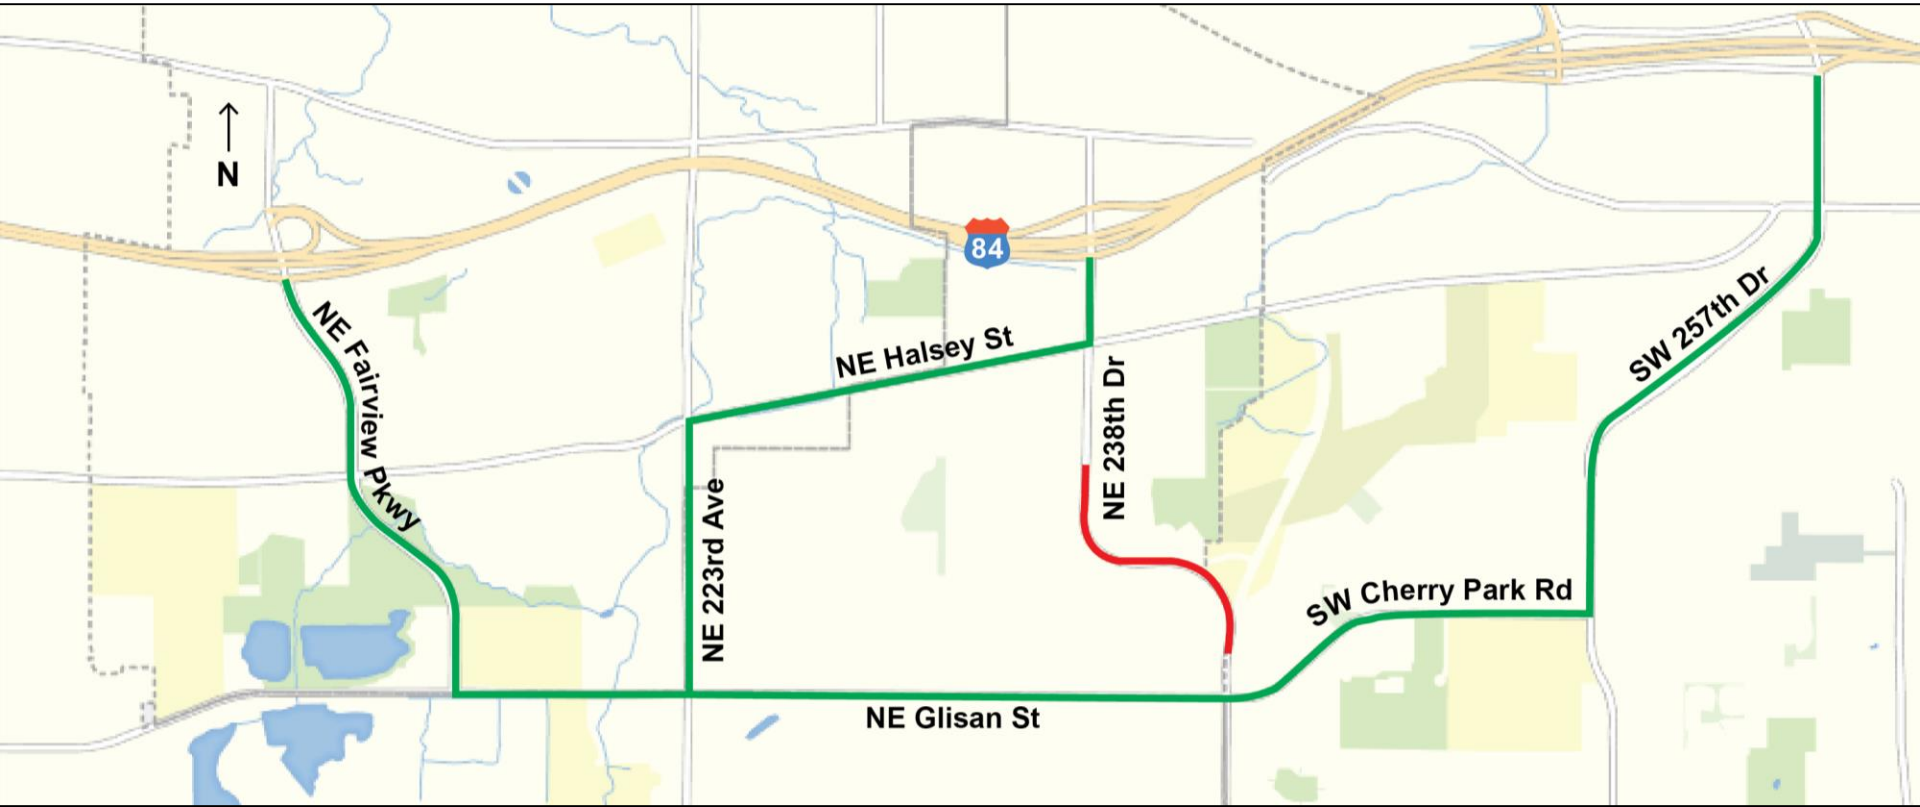 N
84
NE Fairview Pkwy
NE Halsey St
NE 238th Dr
SW 257th Dr
NE 223rd Ave
SW Cherry Park Rd
NE Glisan St